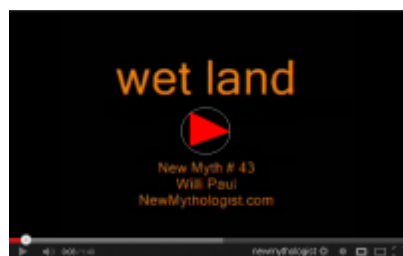 wet land
New Myth # 43
Willi Paul
NewMythologist.com
newmythologist